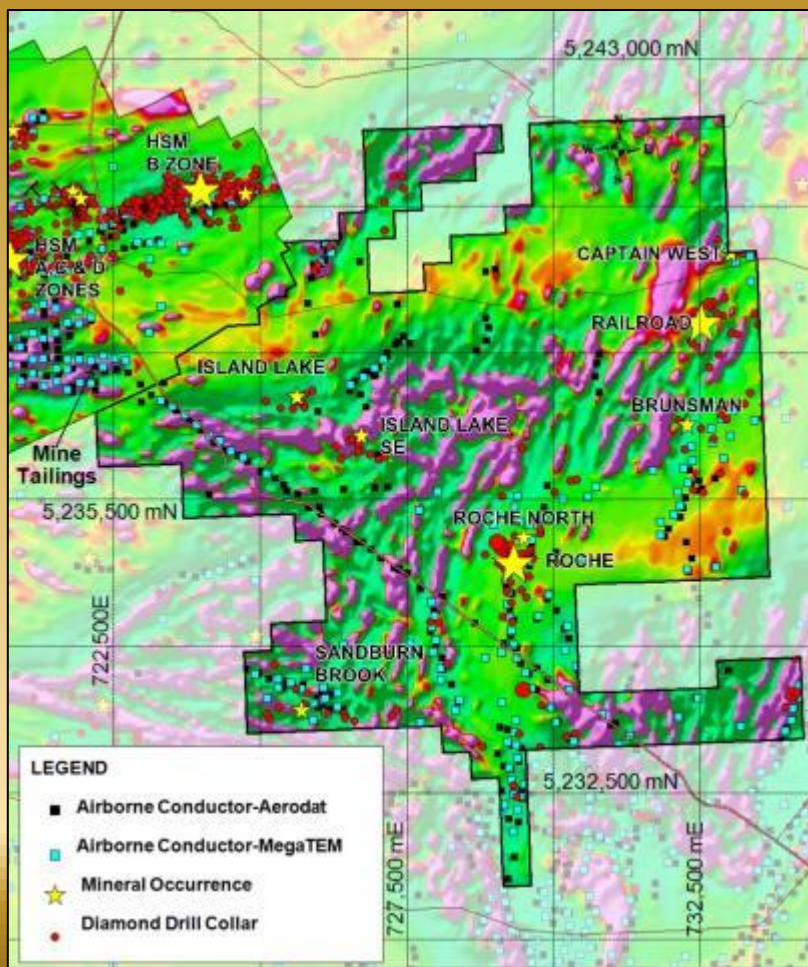 5,243,000 mN
HSM
B ZONE
N
W
E
S
HSM
A,C & D
ZONES
CAPTAIN WEST
RAILROAD
ISLAND LAKE
BRUNSMAN
ISLAND LAKE
SE
Mine
Tailings
5,235,500 mN
ROCHE NORTH
ROCHE
722,500E
SANDBURN
BROOK
5,232,500 mN
727,500 mE
732,500 mE
LEGEND
Airborne Conductor-Aerodat
Airborne Conductor-MegaTEM
Mineral Occurrence
Diamond Drill Collar